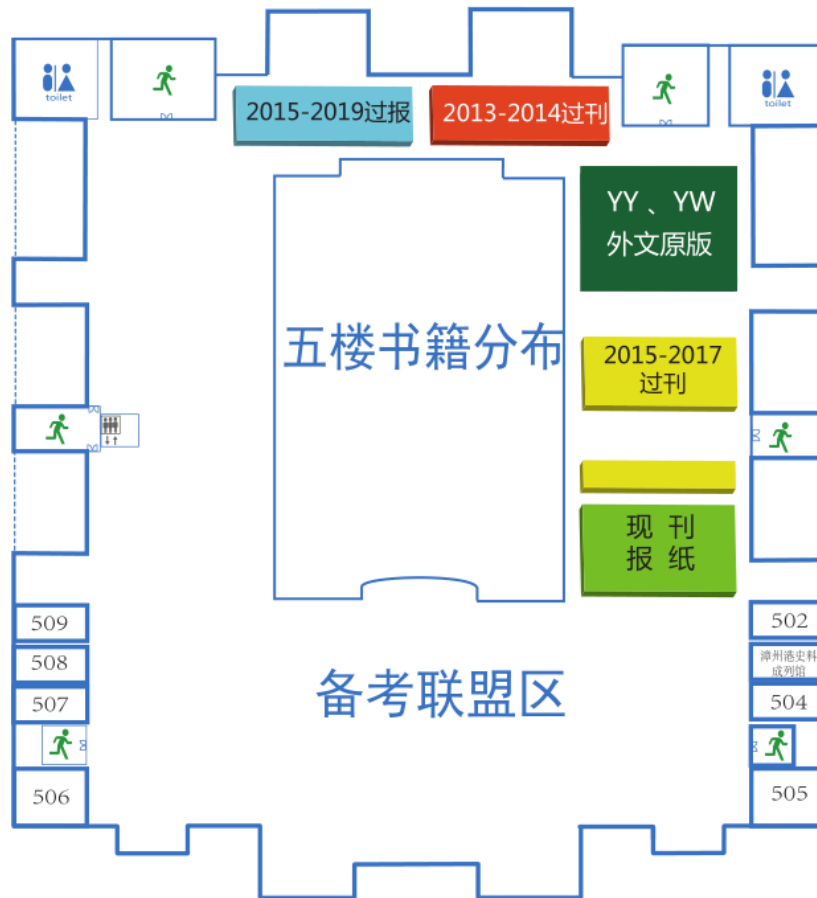 toilet
toilet
2015-2019过报
2013-2014过刊
YY 、YW
外文原版
五楼书籍分布
2015-2017
过刊
现 刊
报 纸
509
502
508
漳州港史料
成列馆
507
504
备考联盟区
506
505